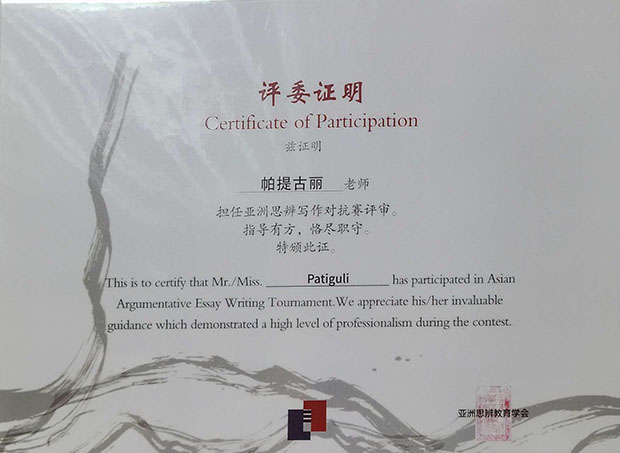 评委证明
Certificate of Participation
兹证明
帕提古丽 老师
担任亚洲思辨写作对抗赛评审。
指导有方，恪尽职守。
特颁此证。
This is to certify that Mr./Miss. Patiguli has participated in Asian
Argumentative Essay Writing Tournament.We appreciate his/her invaluable
guidance which demonstrated a high level of professionalism during the contest.
亚洲思辨教育学会